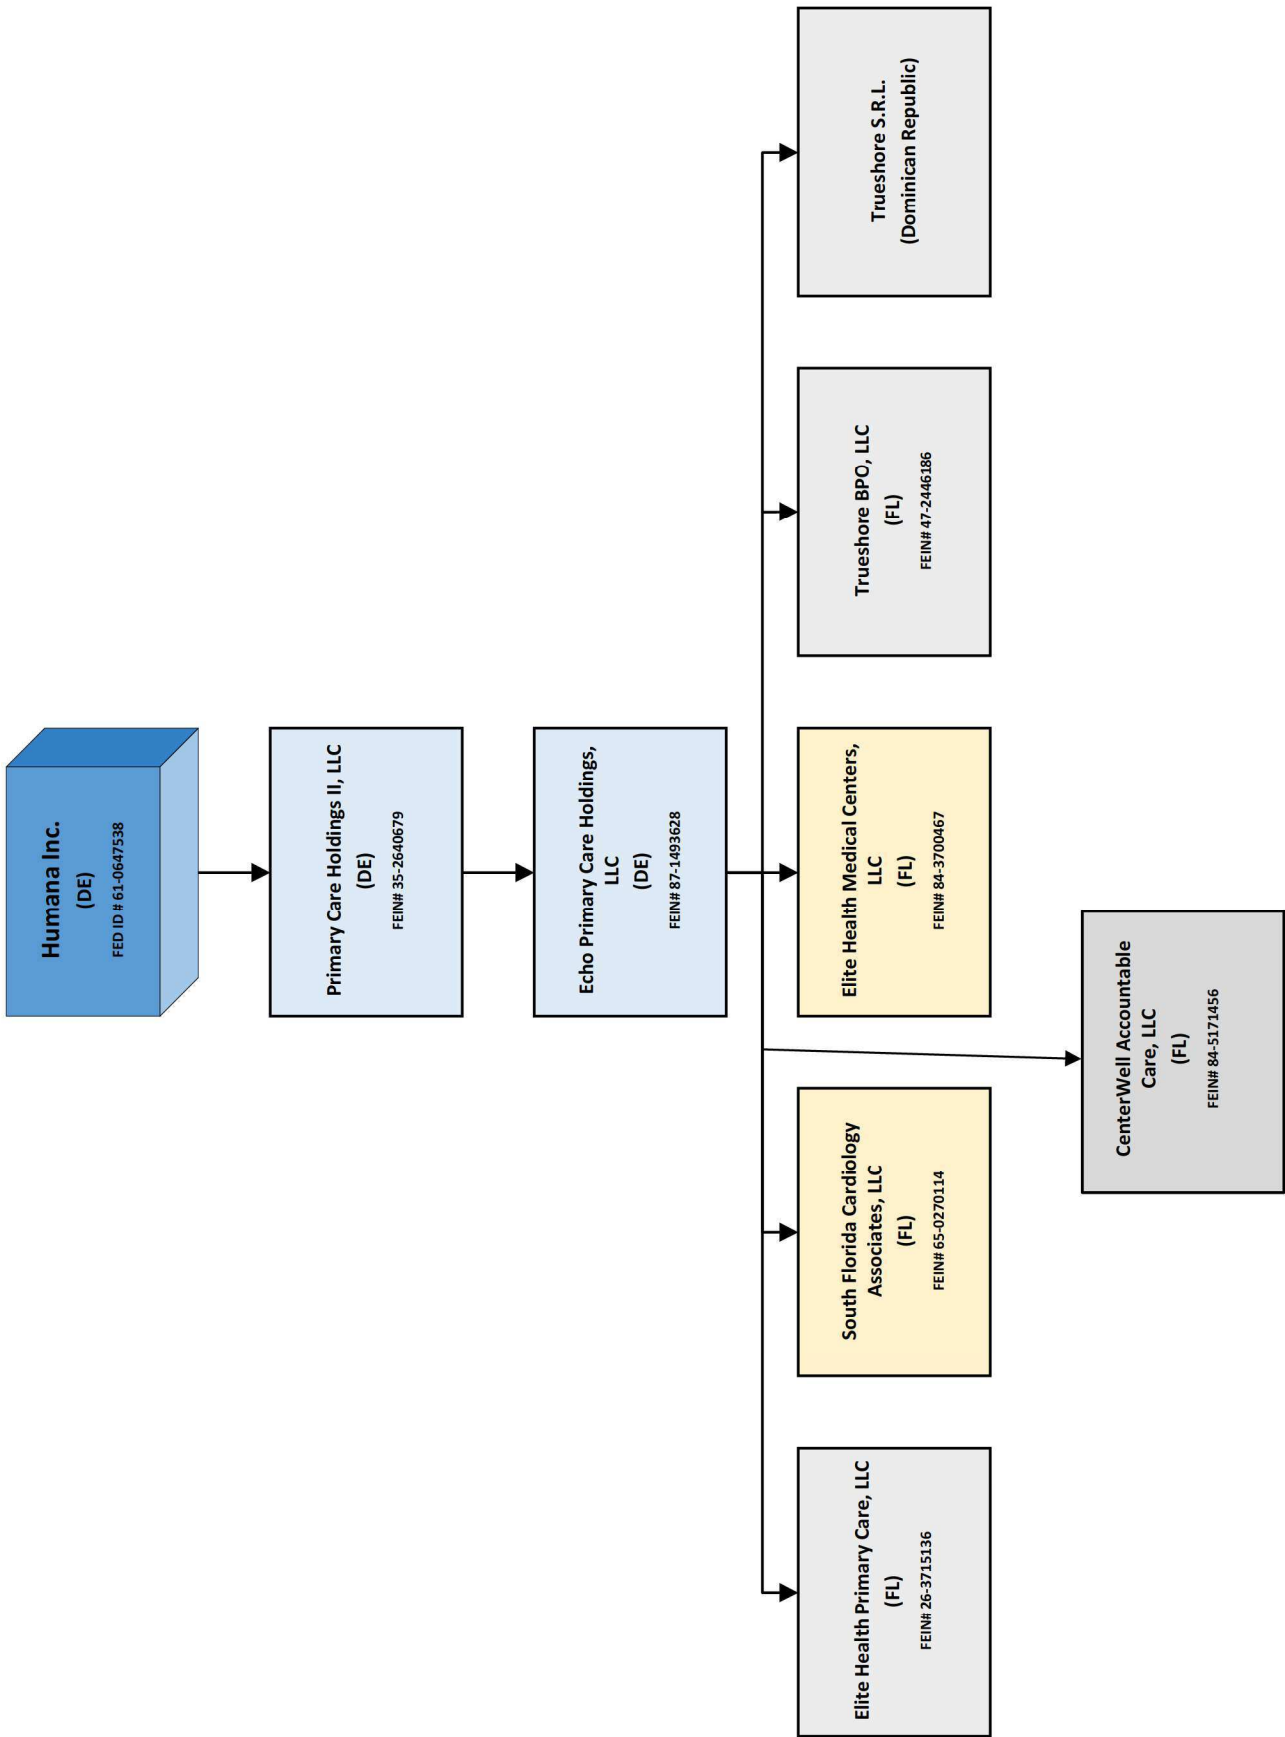 Humana Inc.
(DE)
FED ID # 61-0647538
Primary Care Holdings II, LLC
(DE)
FEIN# 35-2640679
Echo Primary Care Holdings,
LLC
(DE)
FEIN# 87-1493628
Elite Health Primary Care, LLC
(FL)
FEIN# 26-3715136
South Florida Cardiology
Associates, LLC
(FL)
FEIN# 65-0270114
Elite Health Medical Centers,
LLC
(FL)
FEIN# 84-3700467
Trueshore BPO, LLC
(FL)
FEIN# 47-2446186
Trueshore S.R.L.
(Dominican Republic)
CenterWell Accountable
Care, LLC
(FL)
FEIN# 84-5171456